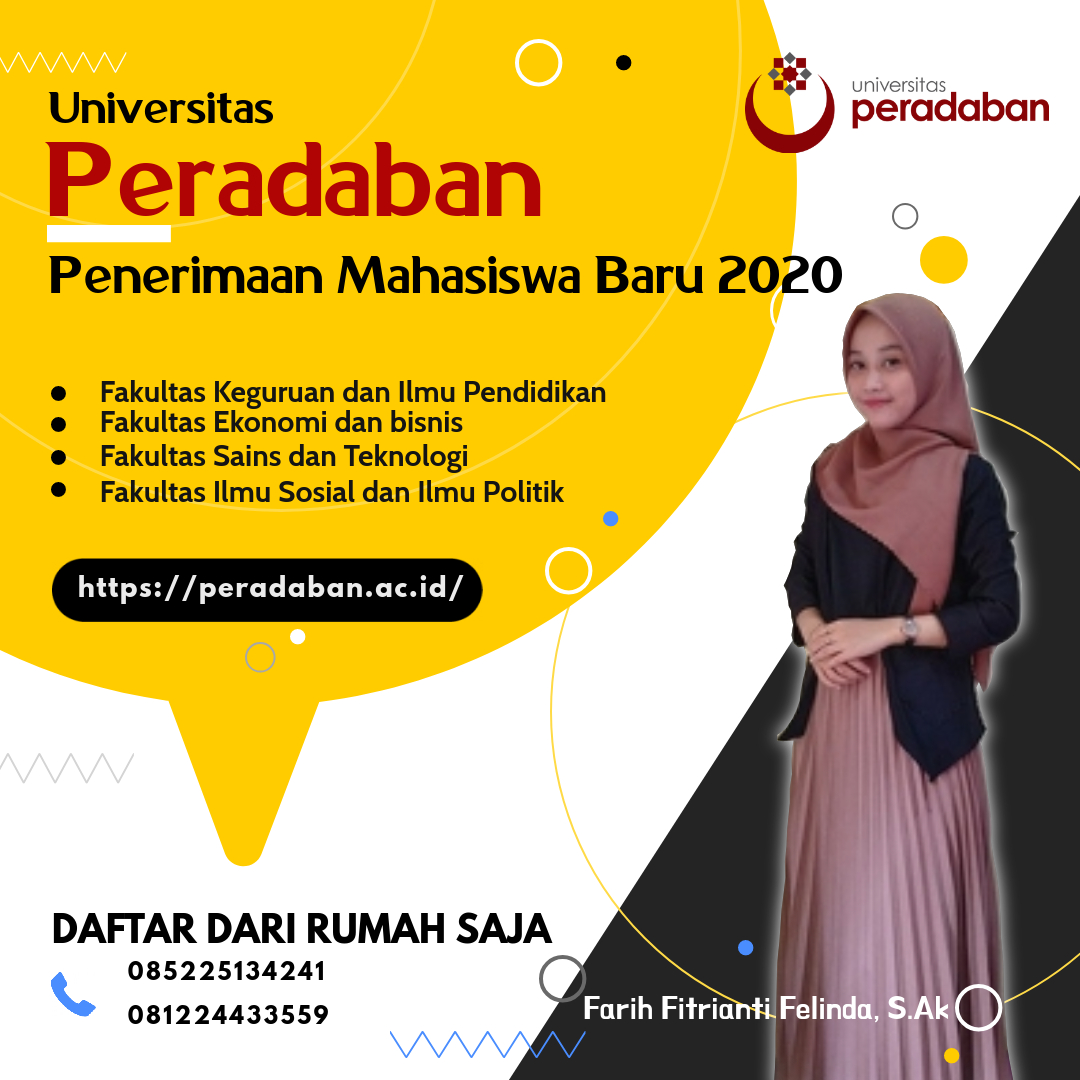 Universitas
Peradaban
Penerimaan Mahasiswa Baru 2020
universitas
peradaban
Fakultas Keguruan dan Ilmu Pendidikan
Fakultas Ekonomi dan bisnis
Fakultas Sains dan Teknologi
Fakultas Ilmu Sosial dan Ilmu Politik
https://peradaban.ac.id/
DAFTAR DARI RUMAH SAJA
085225134241
081224433559
Farih Fitrianti Felinda, S.Ak